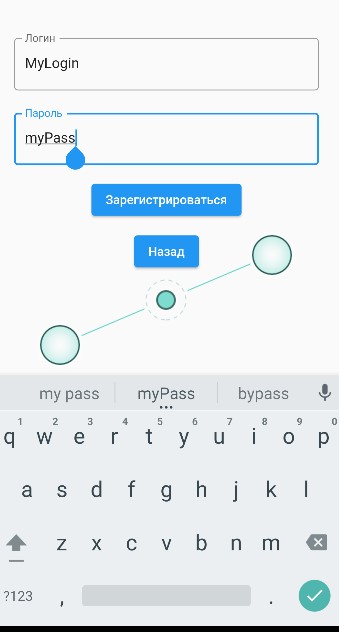 Логин
MyLogin
Пароль
myPass
Зарегистрироваться
Назад
my pass myPass bypass
1 2 3 4 5 6 7 8 9 0
q w e r t y u i o p
a s d f g h j k l
z x c v b n m
?123 , .